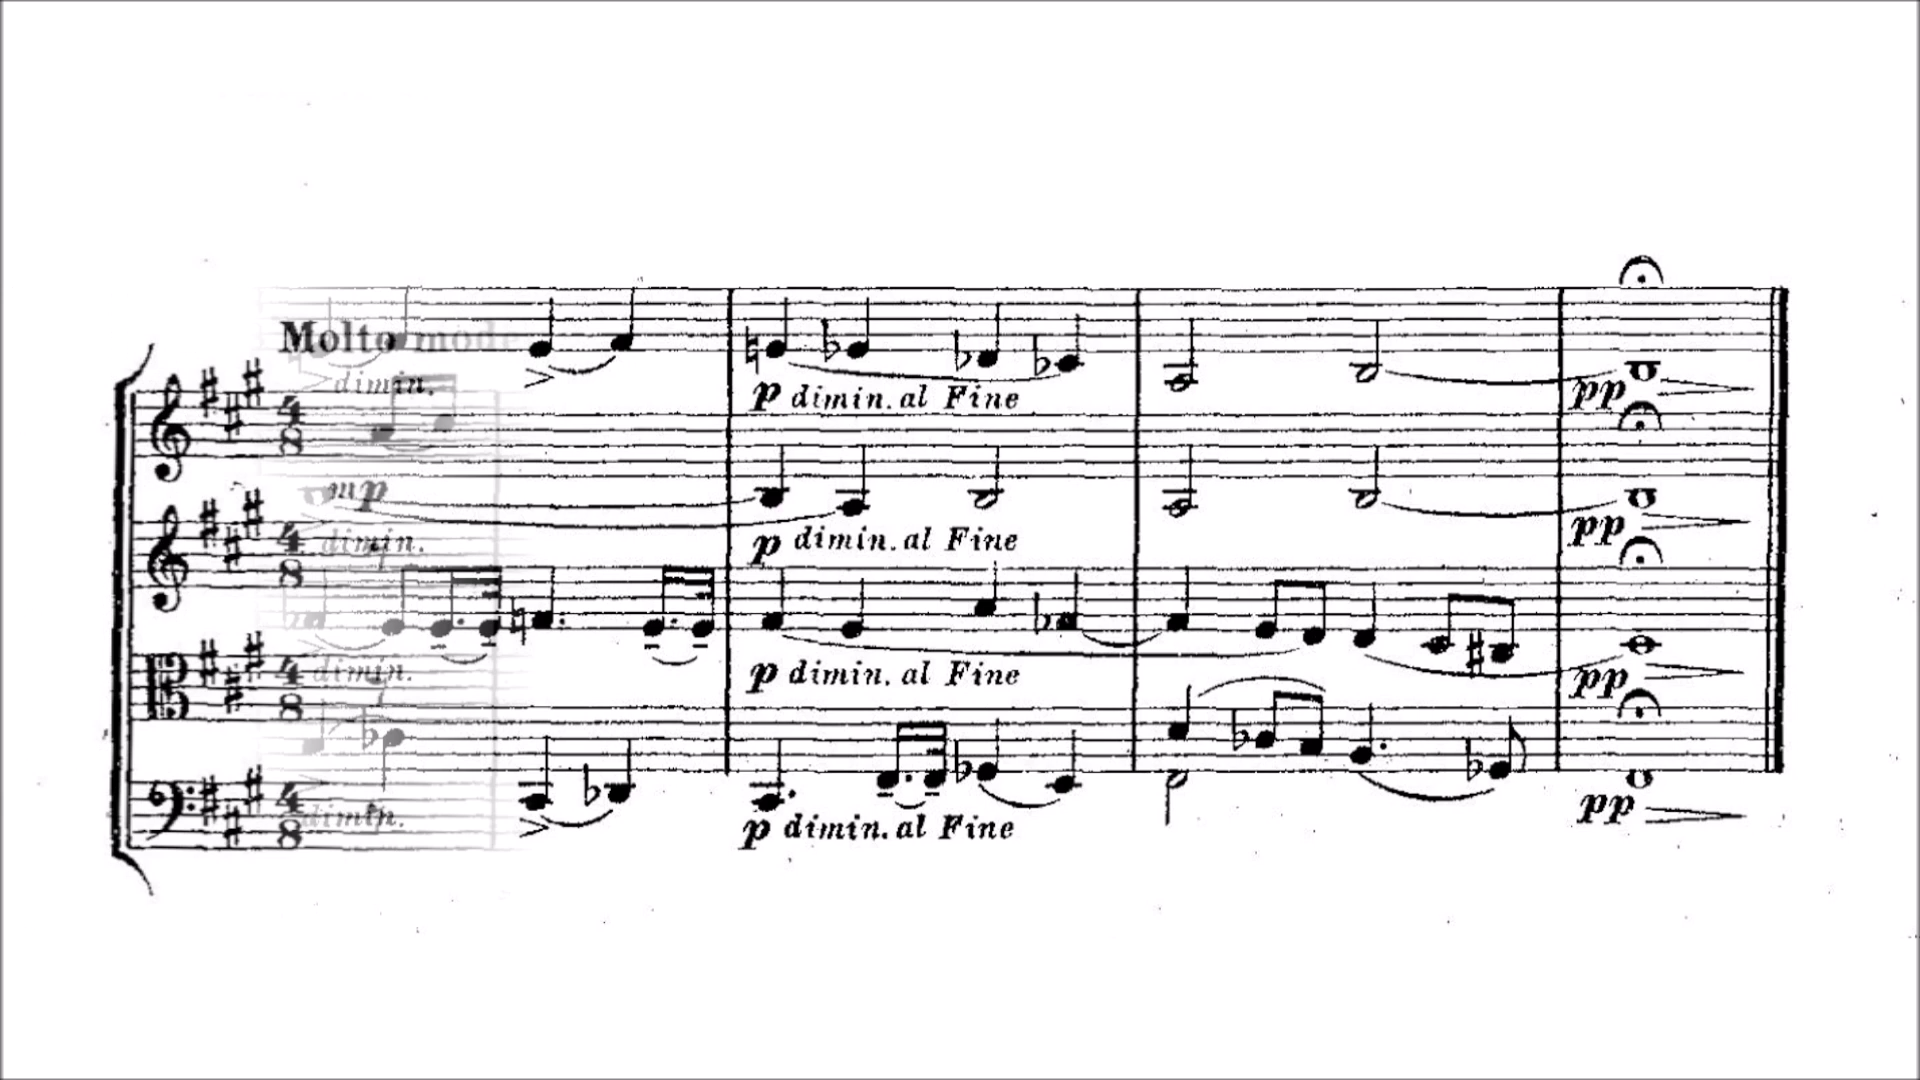 Molto mode
dimin.
p dimin. al Fine
pp
mp
dimin.
p dimin. al Fine
pp
dimin.
p dimin. al Fine
pp
dimin.
p dimin. al Fine
pp